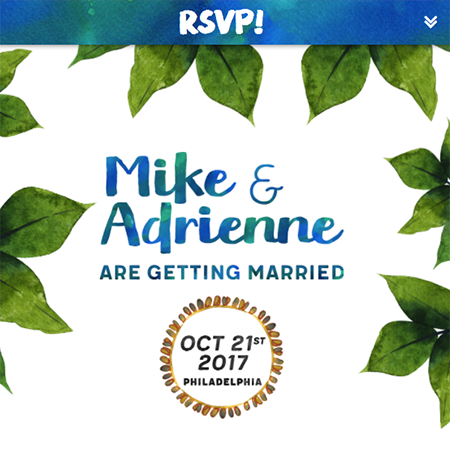 RSVP!
Mike &
Adrienne
ARE GETTING MARRIED
OCT 21ST
2017
PHILADELPHIA